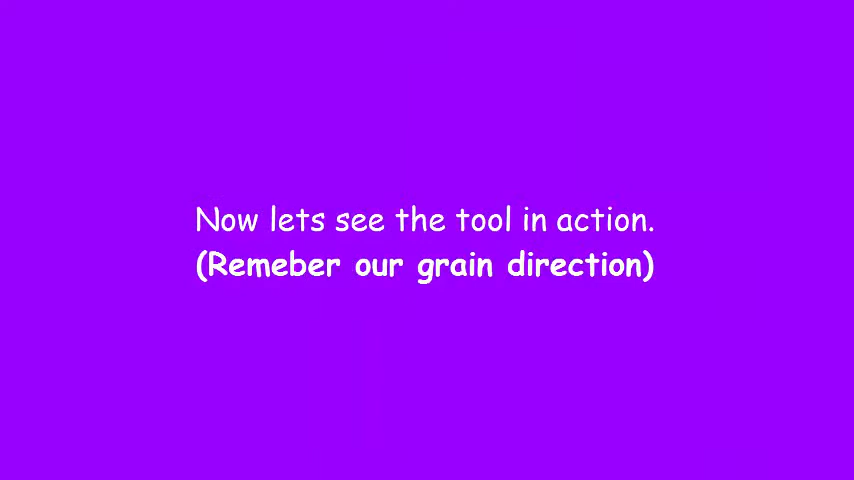 Now lets see the tool in action.
(Remeber our grain direction)